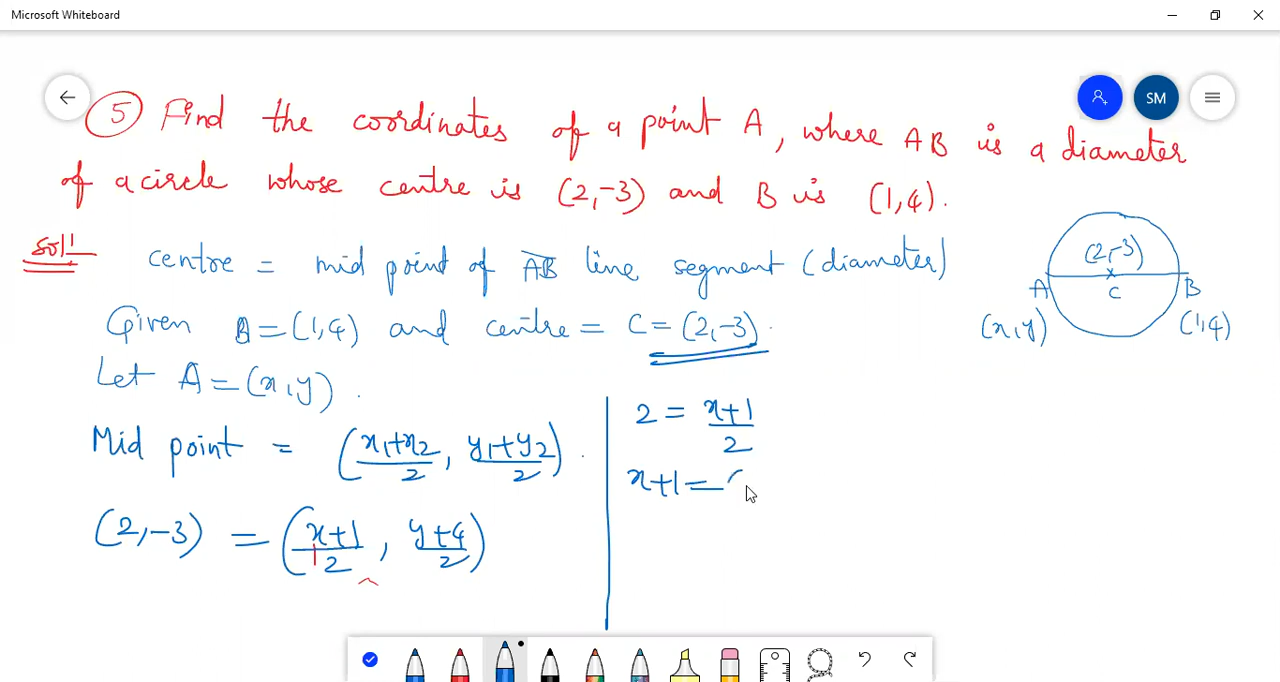 Microsoft Whiteboard
SM
5 Find the coordinates of a point A, where AB is a diameter
of a circle whose centre is (2,-3) and B is (1,4).
Sol!
centre = mid point of AB line segment (diameter)
Given B=(1,4) and centre = C=(2,-3).
Let A=(x,y).
Mid point = (x1+x2/2, y1+y2/2).
(2,-3) = (x+1/2, y+4/2)
2 = x+1/2
x+1=
(2,-3)
A C B
(x,y) (1,4)